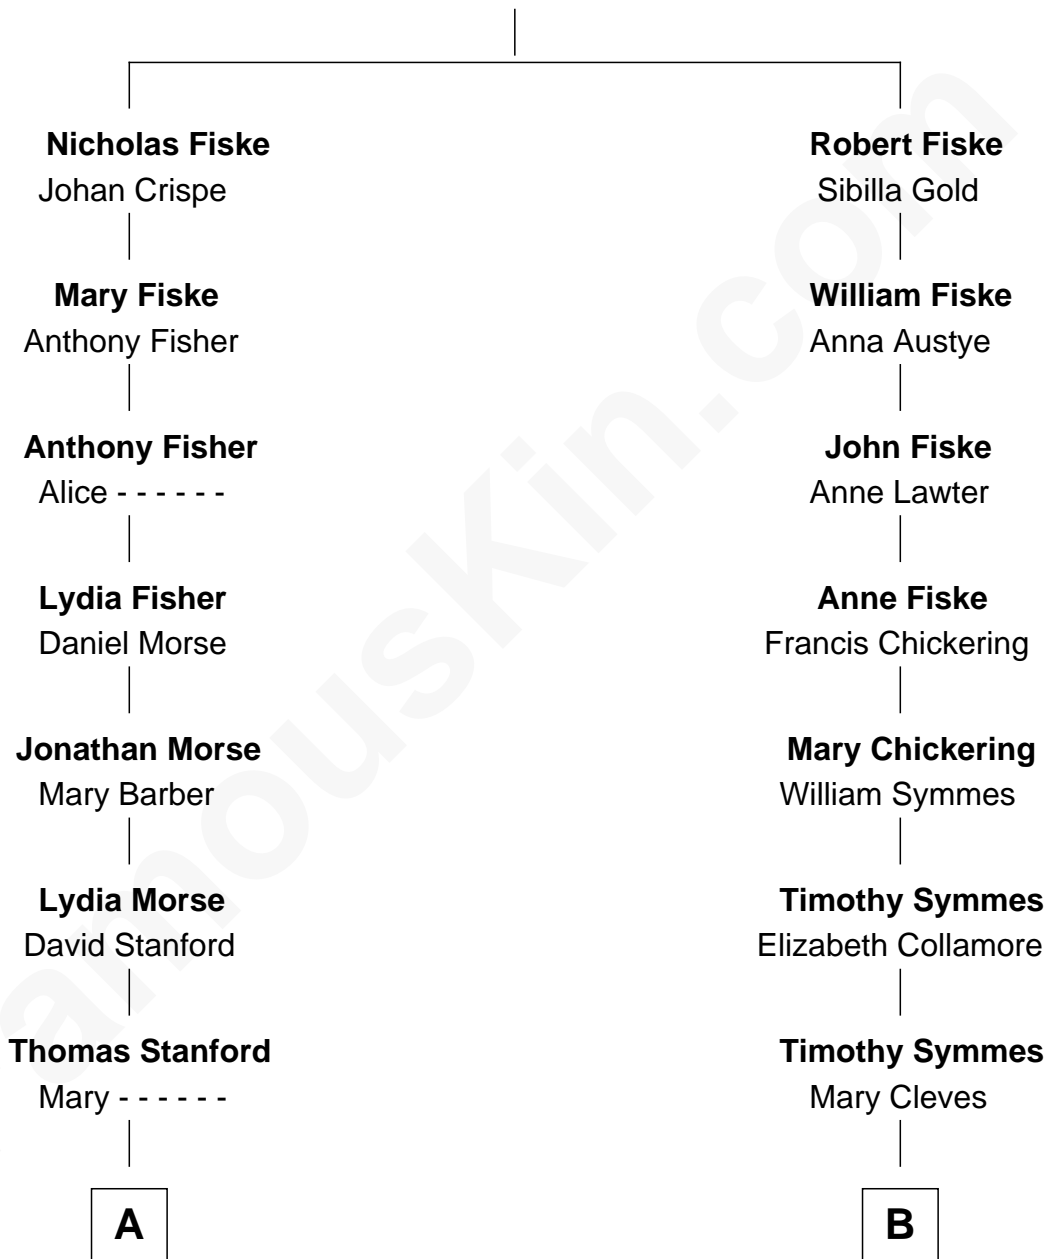 Nicholas Fiske
Johan Crispe
Mary Fiske
Anthony Fisher
Anthony Fisher
Alice - - - - - -
Lydia Fisher
Daniel Morse
Jonathan Morse
Mary Barber
Lydia Morse
David Stanford
Thomas Stanford
Mary - - - - - -
A
Robert Fiske
Sibilla Gold
William Fiske
Anna Austye
John Fiske
Anne Lawter
Anne Fiske
Francis Chickering
Mary Chickering
William Symmes
Timothy Symmes
Elizabeth Collamore
Timothy Symmes
Mary Cleves
B
amousKin.com